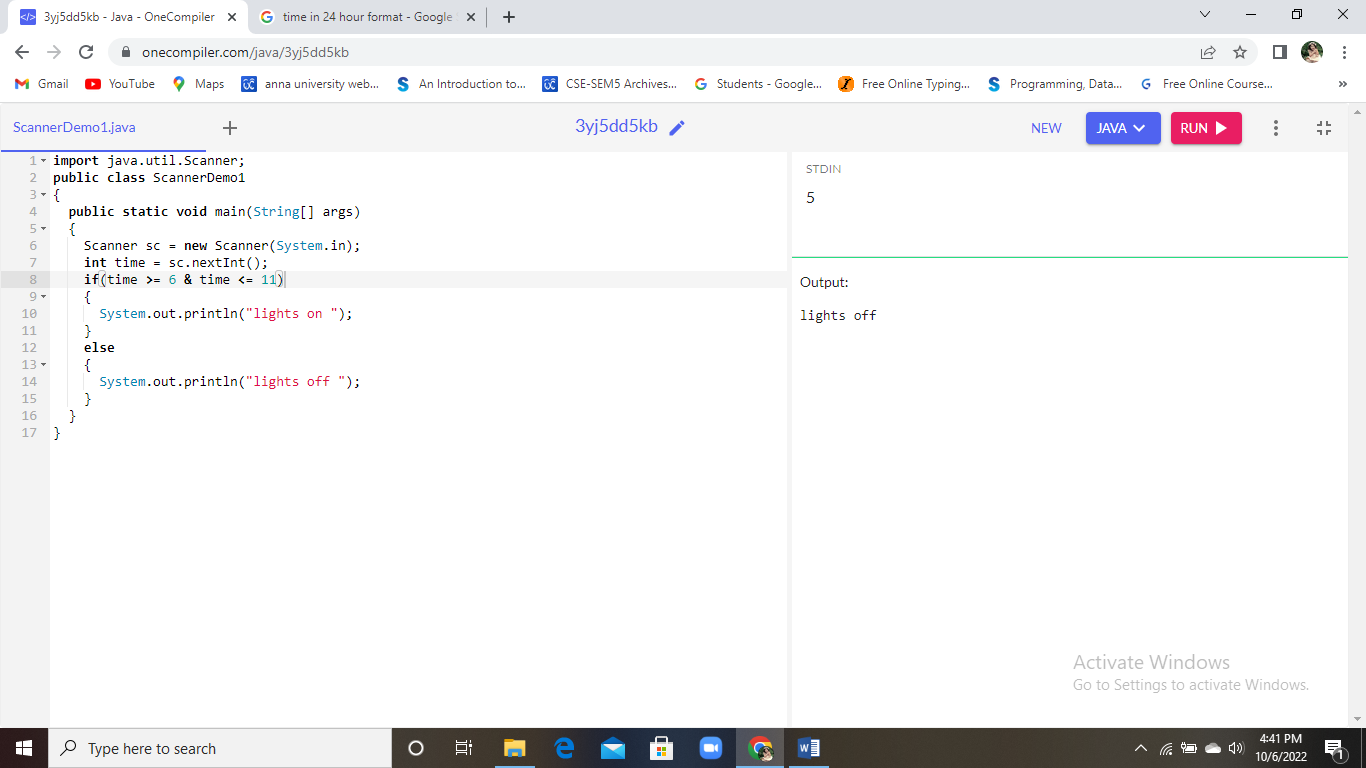 3yj5dd5kb - Java - OneCompiler
time in 24 hour format - Google
onecompiler.com/java/3yj5dd5kb
Gmail YouTube Maps anna university web... An Introduction to... CSE-SEM5 Archives... Students - Google... Free Online Typing... Programming, Data... Free Online Course... »
ScannerDemo1.java
3yj5dd5kb
NEW
JAVA
RUN
1 import java.util.Scanner;
2 public class ScannerDemo1
3 {
4 public static void main(String[] args)
5 {
6 Scanner sc = new Scanner(System.in);
7 int time = sc.nextInt();
8 if(time >= 6 & time <= 11)
9 {
10 System.out.println("lights on ");
11 }
12 else
13 {
14 System.out.println("lights off ");
15 }
16 }
17 }
STDIN
5
Output:
lights off
Activate Windows
Go to Settings to activate Windows.
Type here to search
4:41 PM
10/6/2022
1